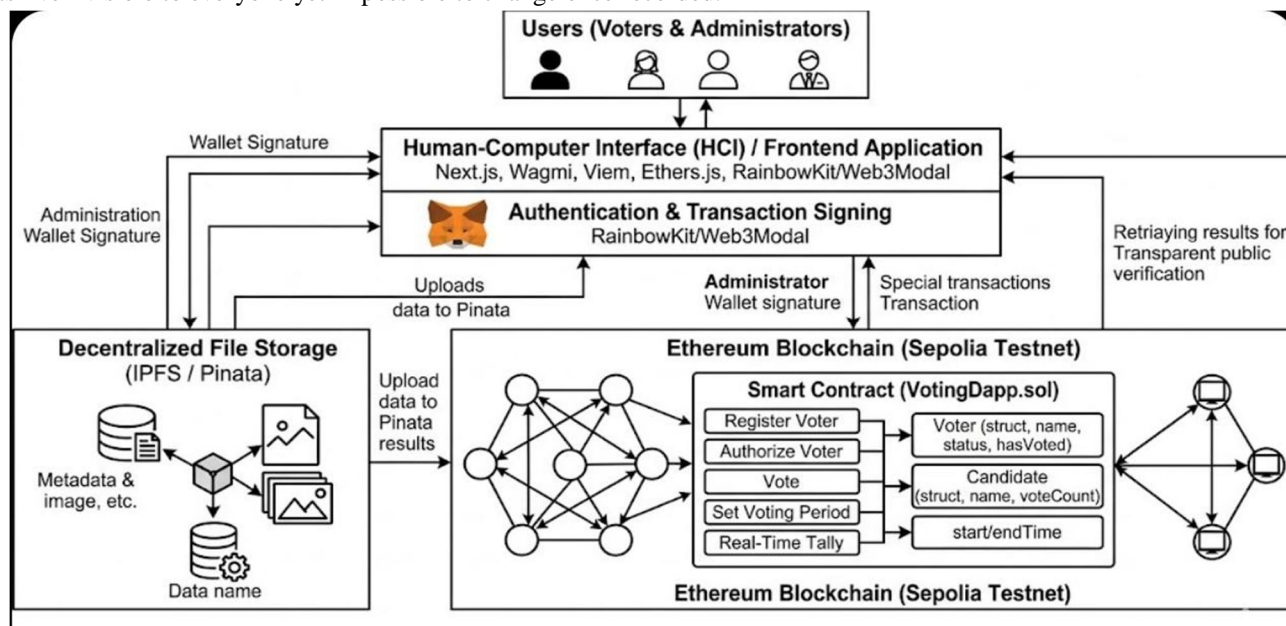 Users (Voters & Administrators)
Wallet Signature
Human-Computer Interface (HCI) / Frontend Application
Next.js, Wagmi, Viem, Ethers.js, RainbowKit/Web3Modal
Administration
Wallet Signature
Authentication & Transaction Signing
RainbowKit/Web3Modal
Retriaying results for
Transparent public
verification
Uploads
data to Pinata
Administrator
Wallet signature
Special transactions
Transaction
Decentralized File Storage
(IPFS / Pinata)
Metadata &
image, etc.
Data name
Upload
data to
Pinata
results
Ethereum Blockchain (Sepolia Testnet)
Smart Contract (VotingDapp.sol)
Register Voter
Authorize Voter
Vote
Set Voting Period
Real-Time Tally
Voter (struct, name,
status, hasVoted)
Candidate
(struct, name, voteCount)
start/endTime
Ethereum Blockchain (Sepolia Testnet)